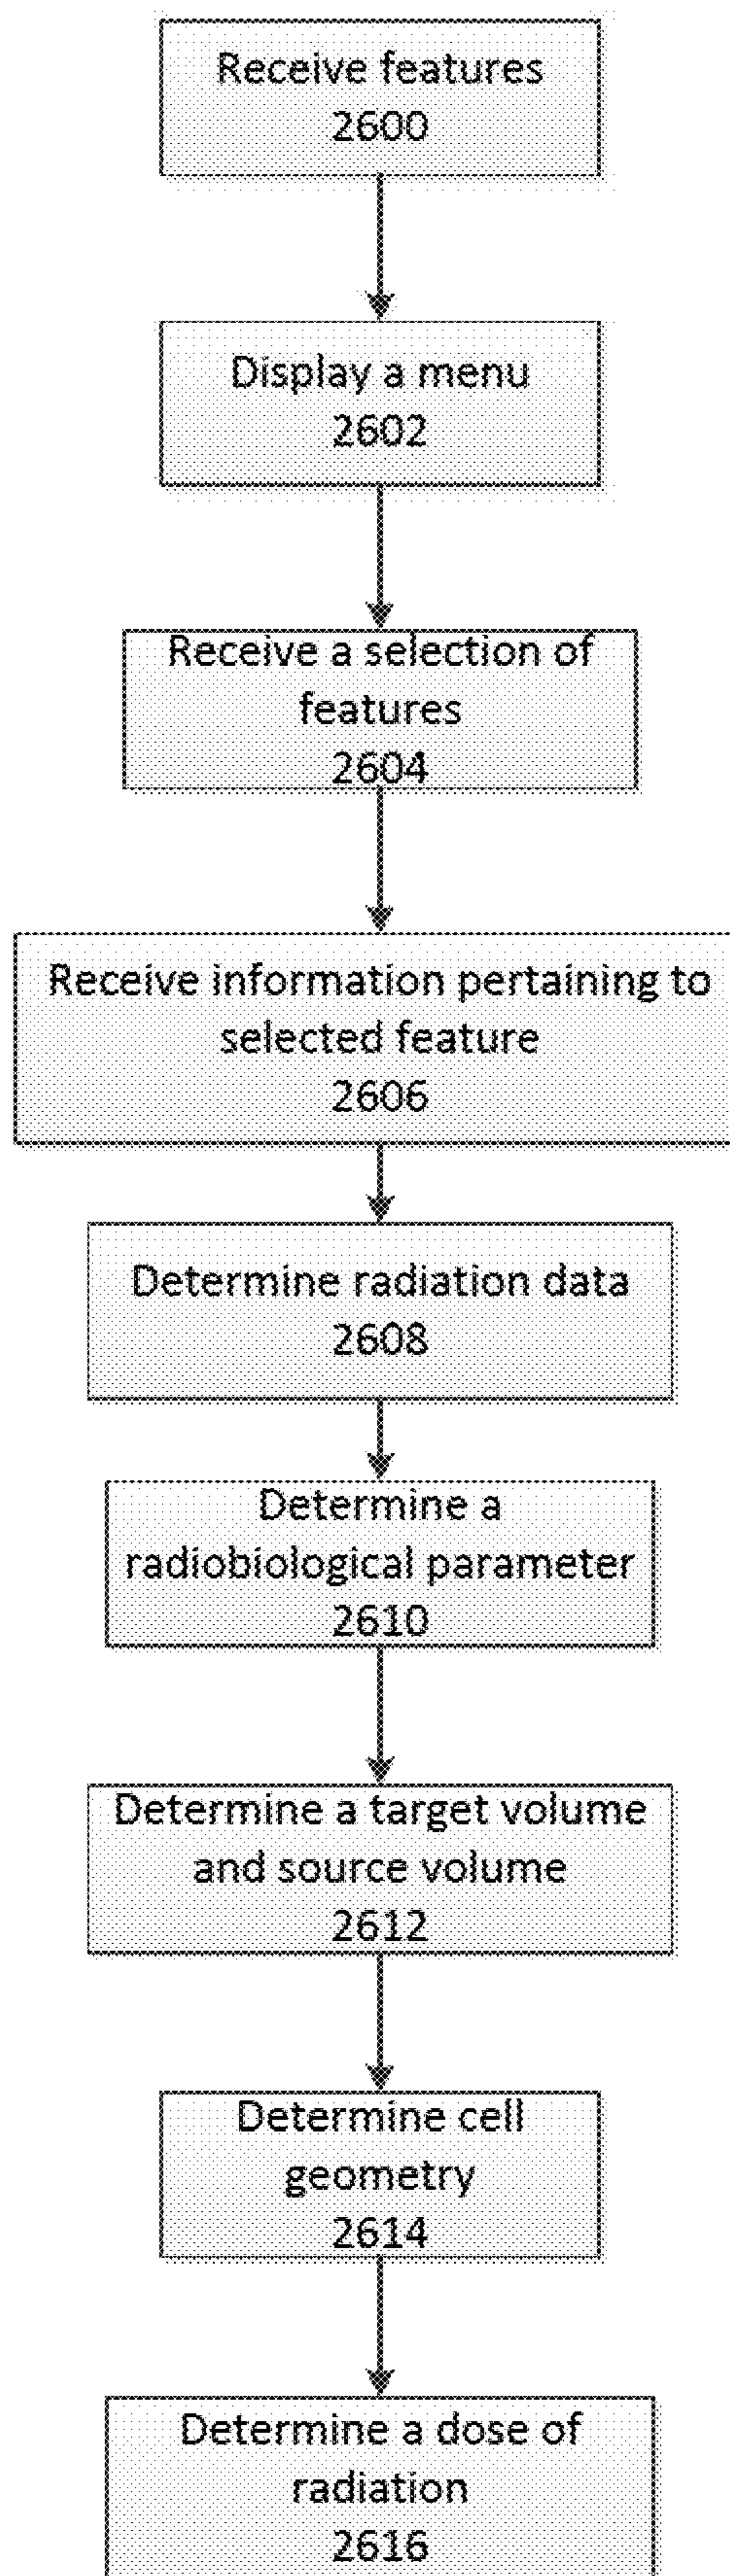 Receive features
2600
Display a menu
2602
Receive a selection of
features
2604
Receive information pertaining to
selected feature
2606
Determine radiation data
2608
Determine a
radiobiological parameter
2610
Determine a target volume
and source volume
2612
Determine cell
geometry
2614
Determine a dose of
radiation
2616